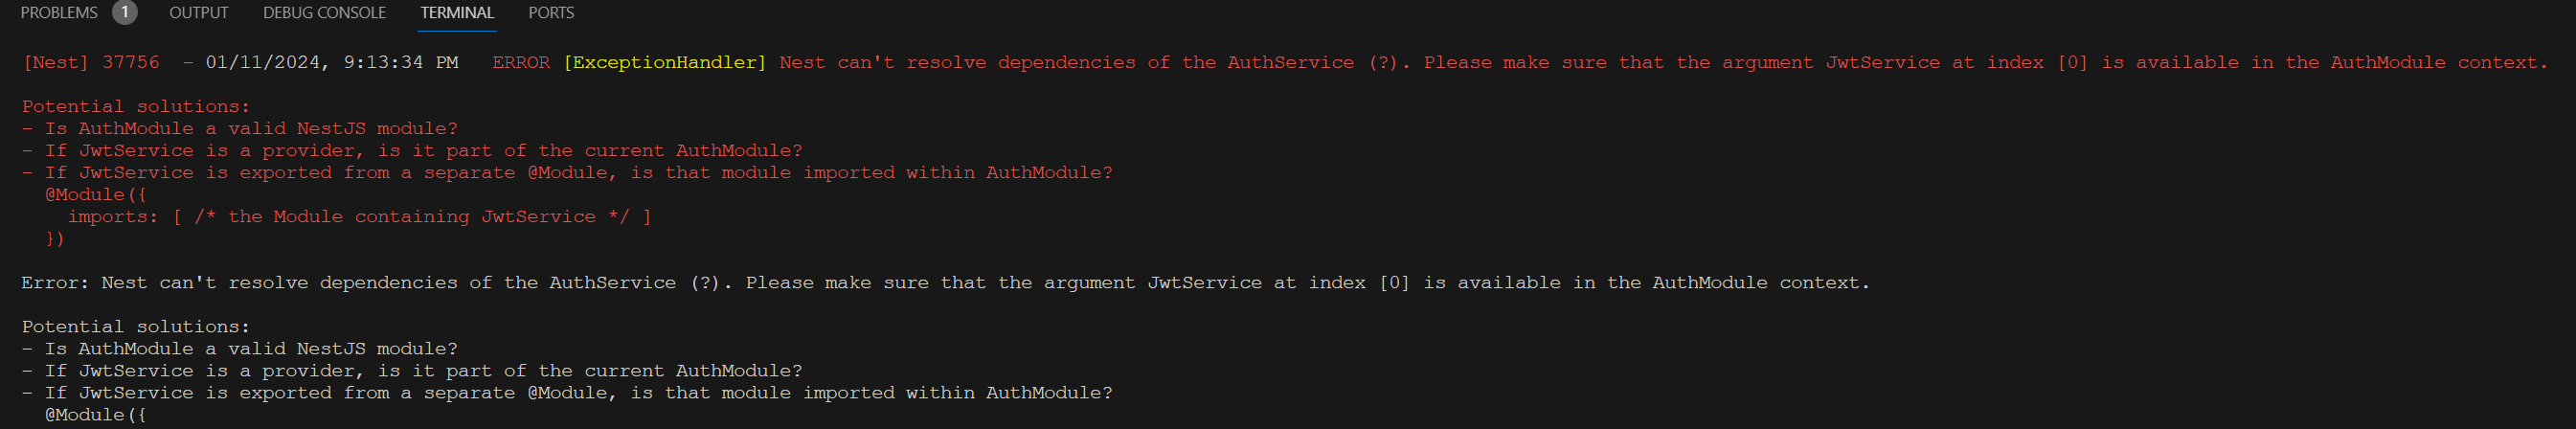 PROBLEMS 1 OUTPUT DEBUG CONSOLE TERMINAL PORTS
[Nest] 37756  - 01/11/2024, 9:13:34 PM   ERROR [ExceptionHandler] Nest can't resolve dependencies of the AuthService (?). Please make sure that the argument JwtService at index [0] is available in the AuthModule context.
Potential solutions:
- Is AuthModule a valid NestJS module?
- If JwtService is a provider, is it part of the current AuthModule?
- If JwtService is exported from a separate @Module, is that module imported within AuthModule?
  @Module({
    imports: [ /* the Module containing JwtService */ ]
  })
Error: Nest can't resolve dependencies of the AuthService (?). Please make sure that the argument JwtService at index [0] is available in the AuthModule context.
Potential solutions:
- Is AuthModule a valid NestJS module?
- If JwtService is a provider, is it part of the current AuthModule?
- If JwtService is exported from a separate @Module, is that module imported within AuthModule?
  @Module({